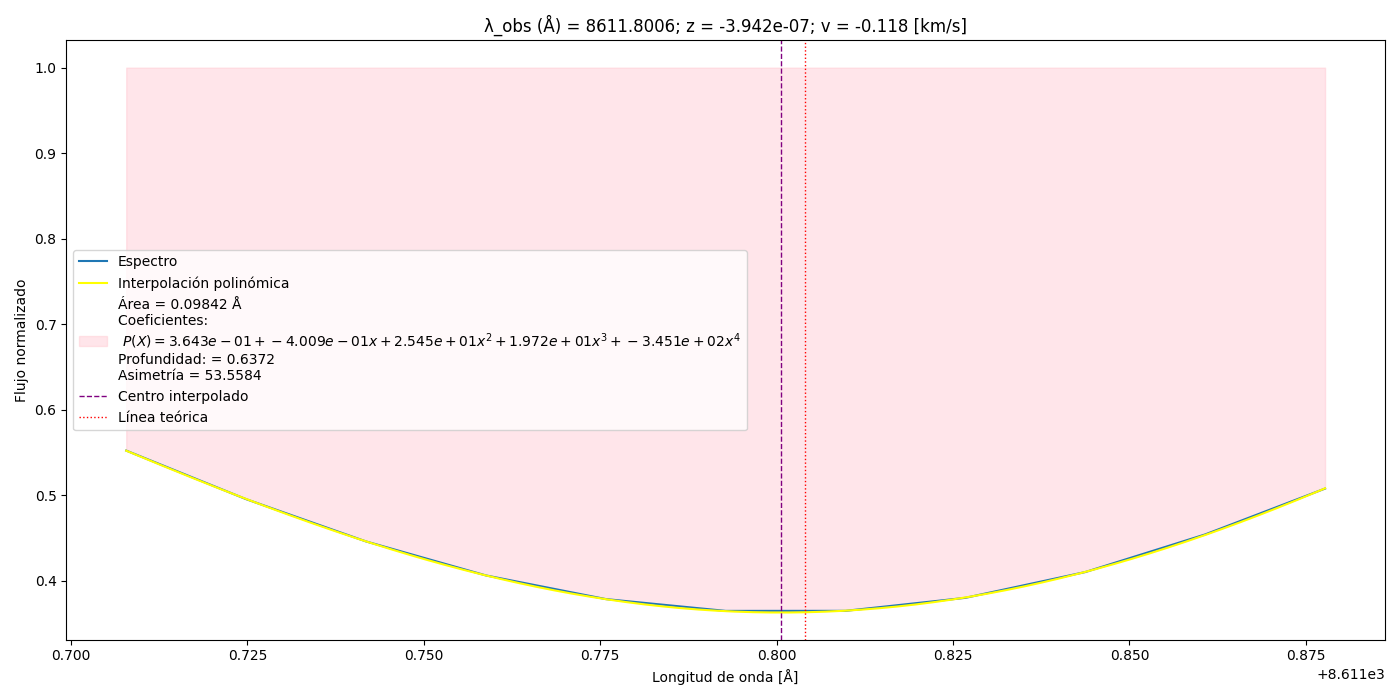 λ_obs (Å) = 8611.8006; z = -3.942e-07; v = -0.118 [km/s]
1.0
0.9
0.8
0.7
0.6
0.5
0.4
Flujo normalizado
Espectro
Interpolación polinómica
Área = 0.09842 Å
Coeficientes:
P(X) = 3.643e − 01 + − 4.009e − 01x + 2.545e + 01x² + 1.972e + 01x³ + − 3.451e + 02x⁴
Profundidad: = 0.6372
Asimetría = 53.5584
Centro interpolado
Línea teórica
0.700 0.725 0.750 0.775 0.800 0.825 0.850 0.875
+8.611e3
Longitud de onda [Å]